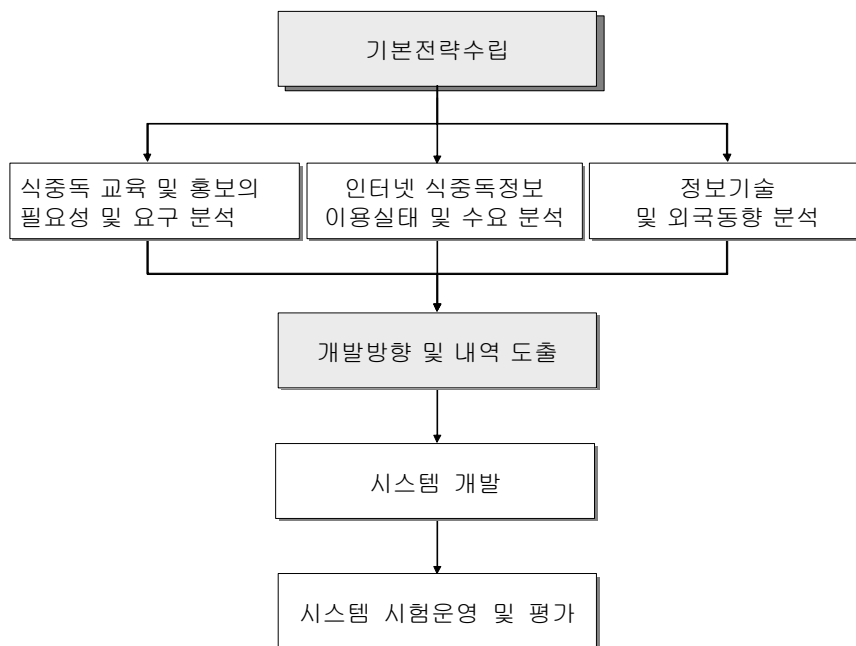 기본전략수립
식중독 교육 및 홍보의
필요성 및 요구 분석
인터넷 식중독정보
이용실태 및 수요 분석
정보기술
및 외국동향 분석
개발방향 및 내역 도출
시스템 개발
시스템 시험운영 및 평가